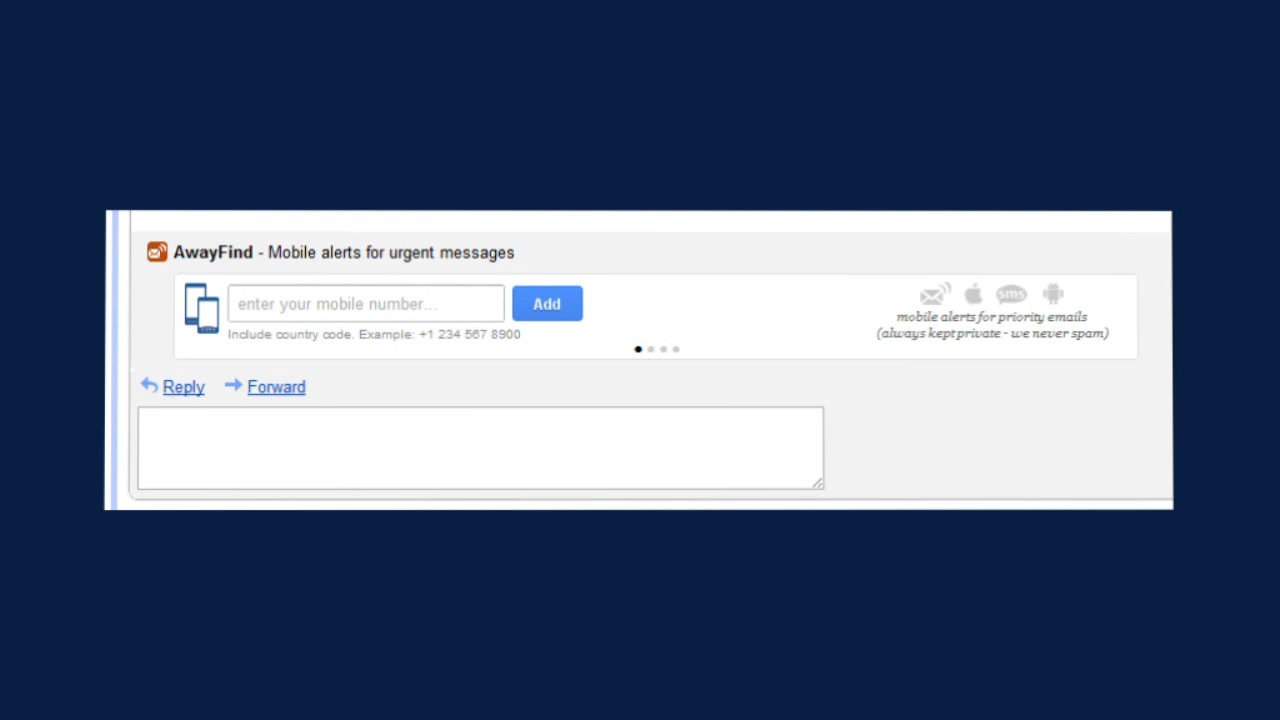 AwayFind - Mobile alerts for urgent messages
enter your mobile number...
Add
Include country code. Example: +1 234 567 8900
sms
mobile alerts for priority emails
(always kept private - we never spam)
Reply
Forward